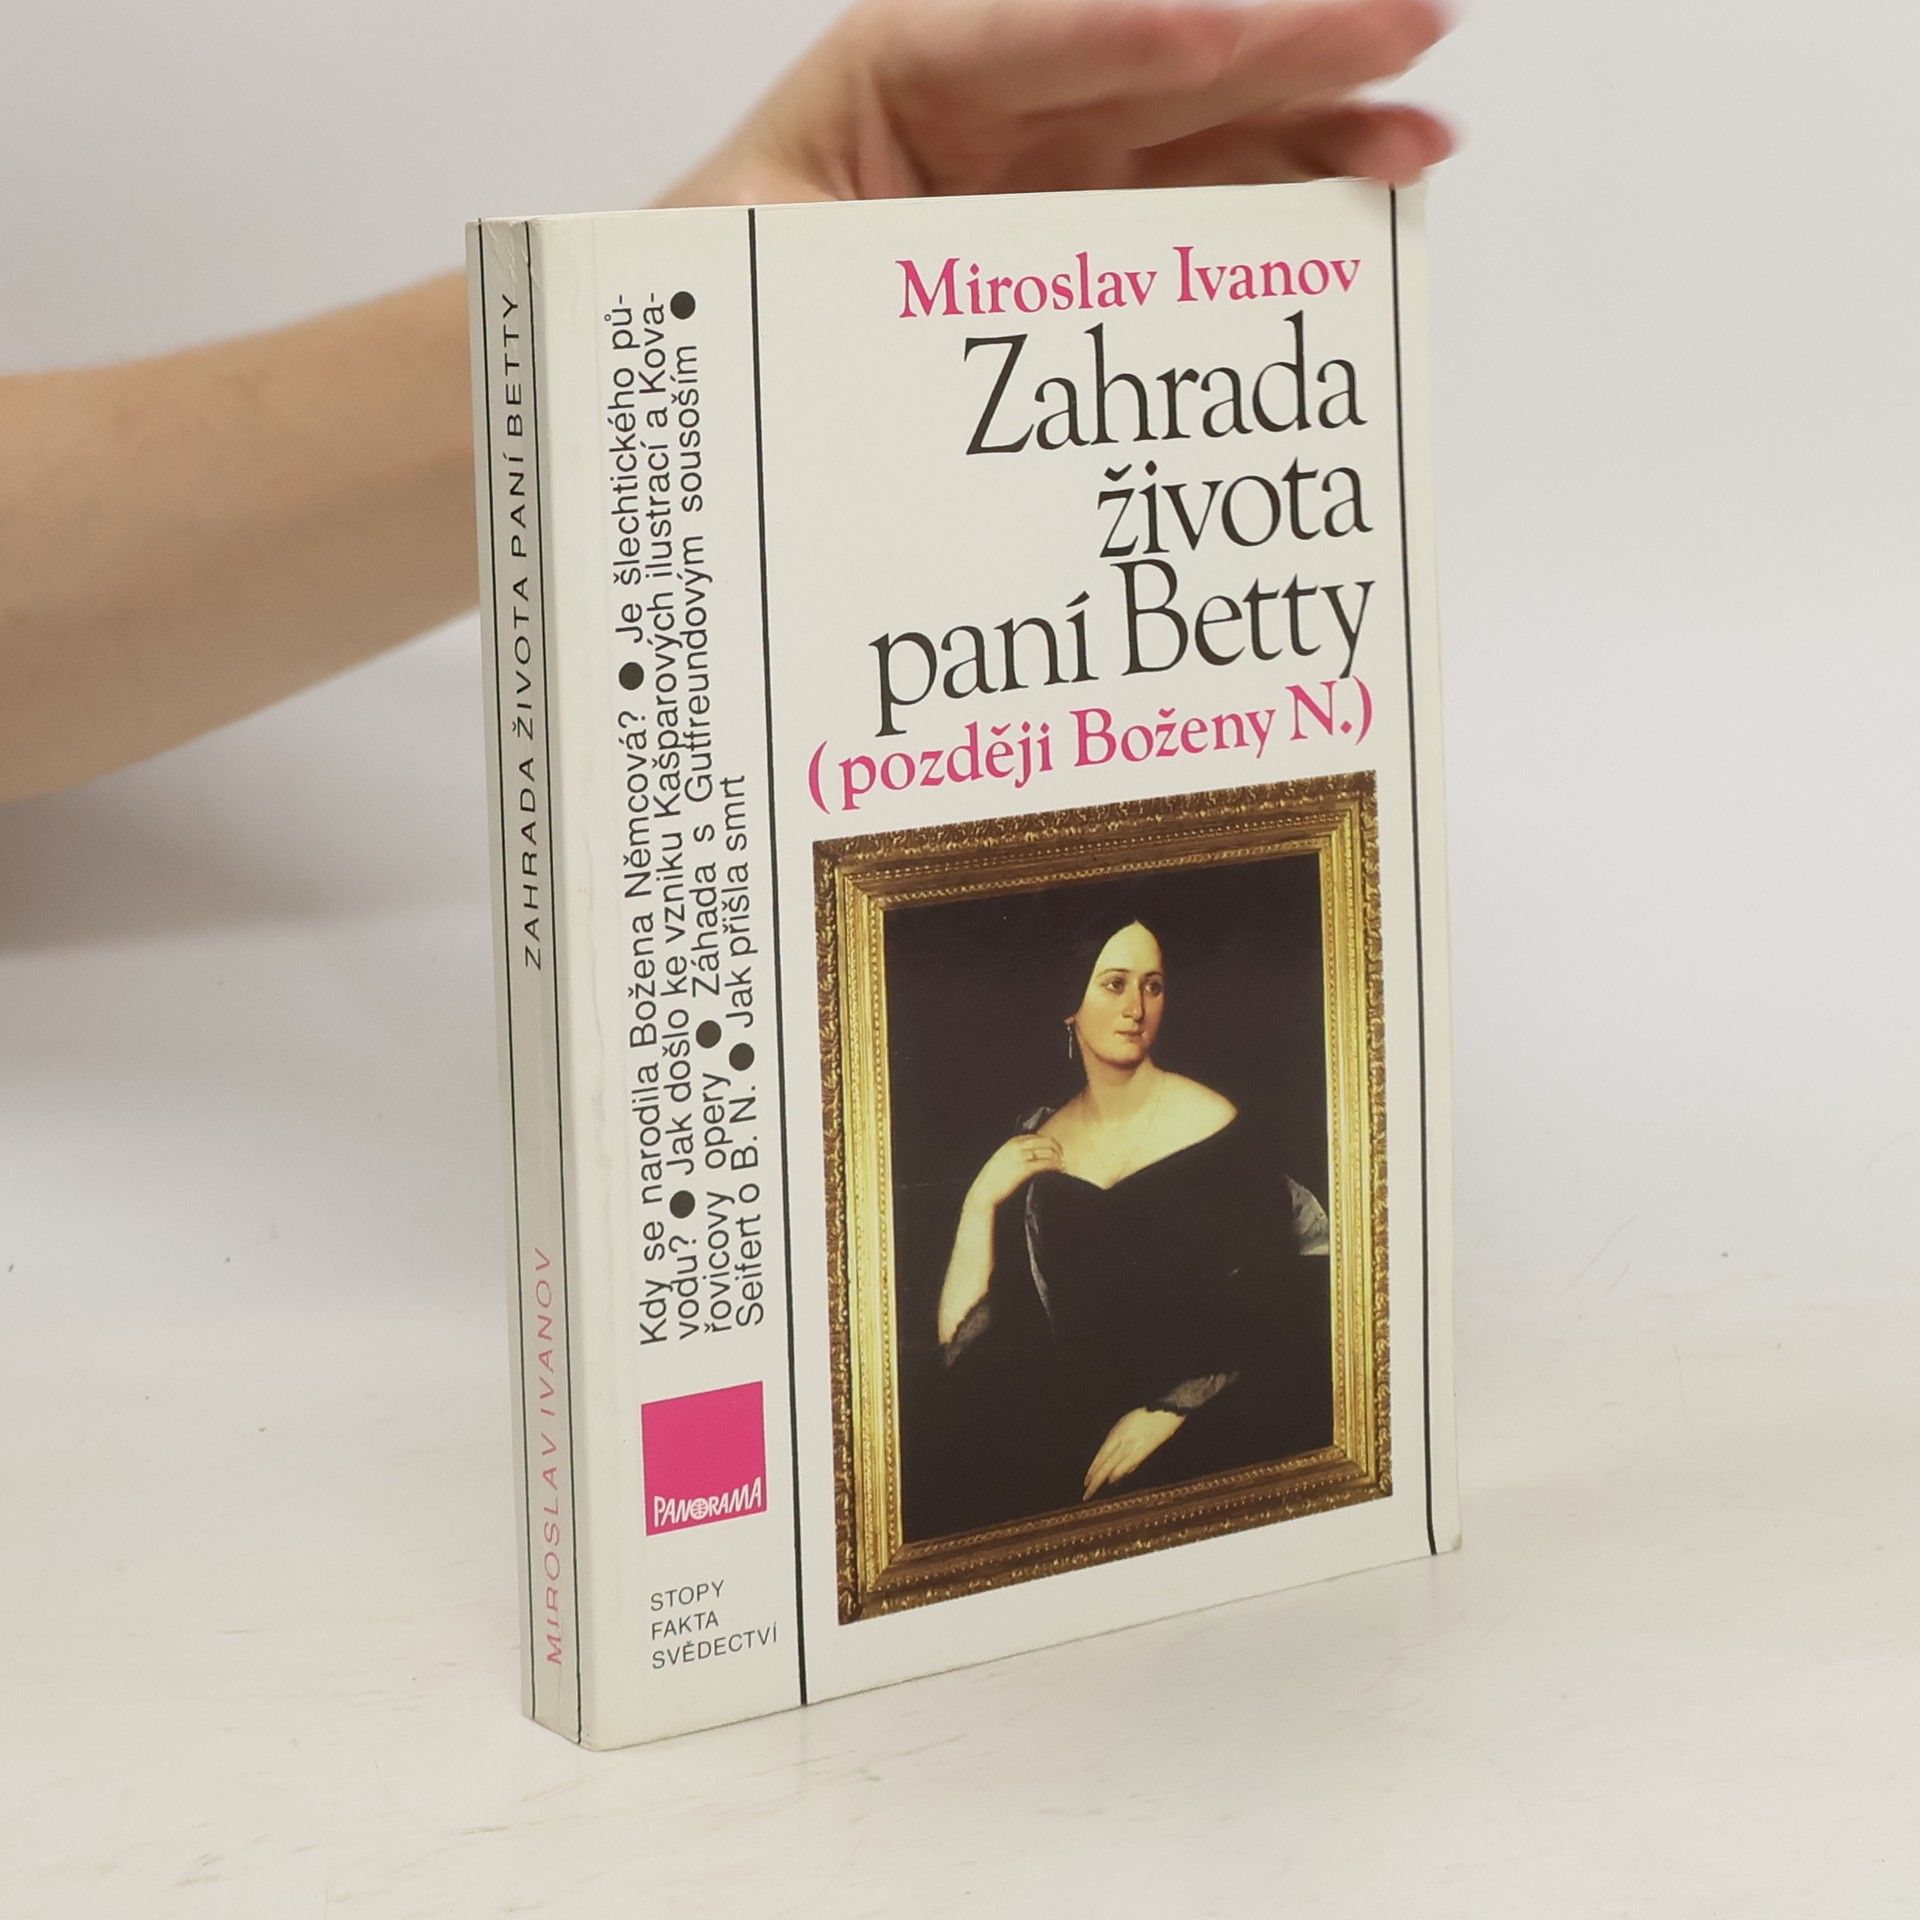 ZAHRADA ŽIVOTA PANÍ BETTY
MIROSLAV IVANOV
Kdy se narodila Božena Němcová? ● Je šlechtického pů-
vodu? ● Jak došlo ke vzniku Kašparových ilustrací a Kova-
řovicovy opery ● Záhada s Gutfreundovým sousoším ●
Seifert o B. N. ● Jak přišla smrt
PANORAMA
STOPY
FAKTA
SVĚDECTVÍ
Miroslav Ivanov
Zahrada
života
paní Betty
(později Boženy N.)